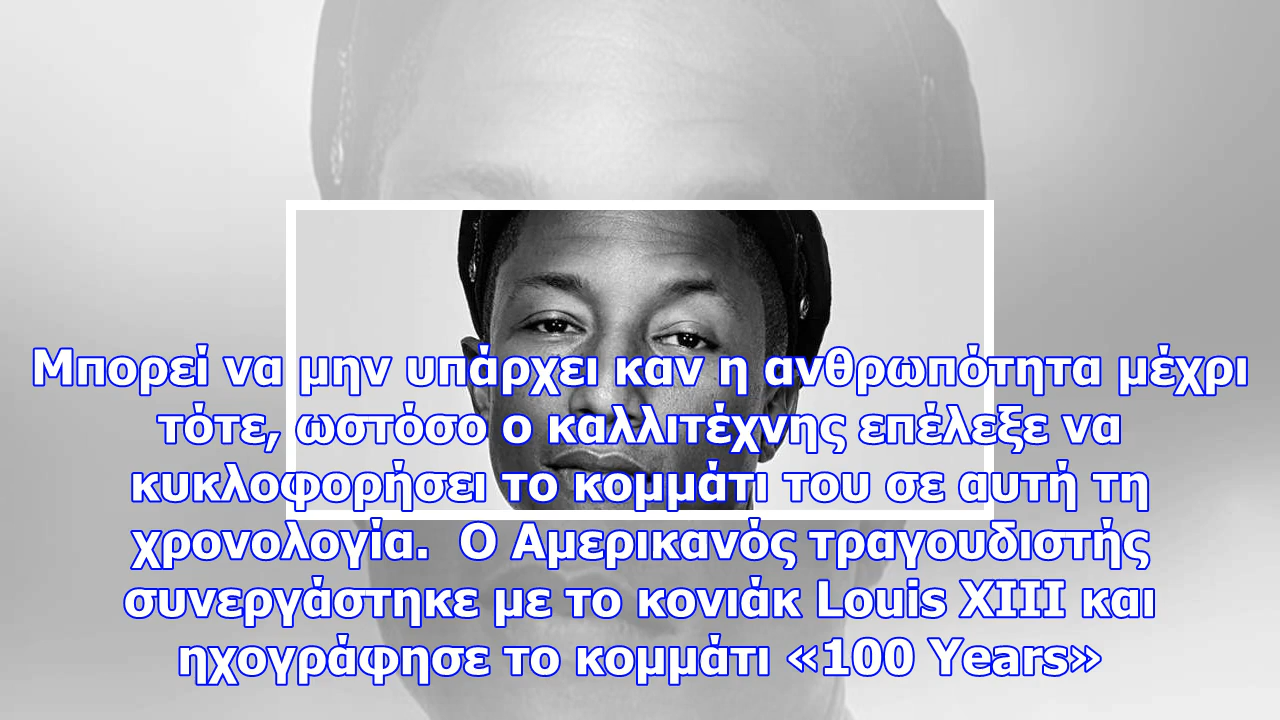 Μπορεί να μην υπάρχει καν η ανθρωπότητα μέχρι
τότε, ωστόσο ο καλλιτέχνης επέλεξε να
κυκλοφορήσει το κομμάτι του σε αυτή τη
χρονολογία.  Ο Αμερικανός τραγουδιστής
συνεργάστηκε με το κονιάκ Louis XIII και
ηχογράφησε το κομμάτι «100 Years»